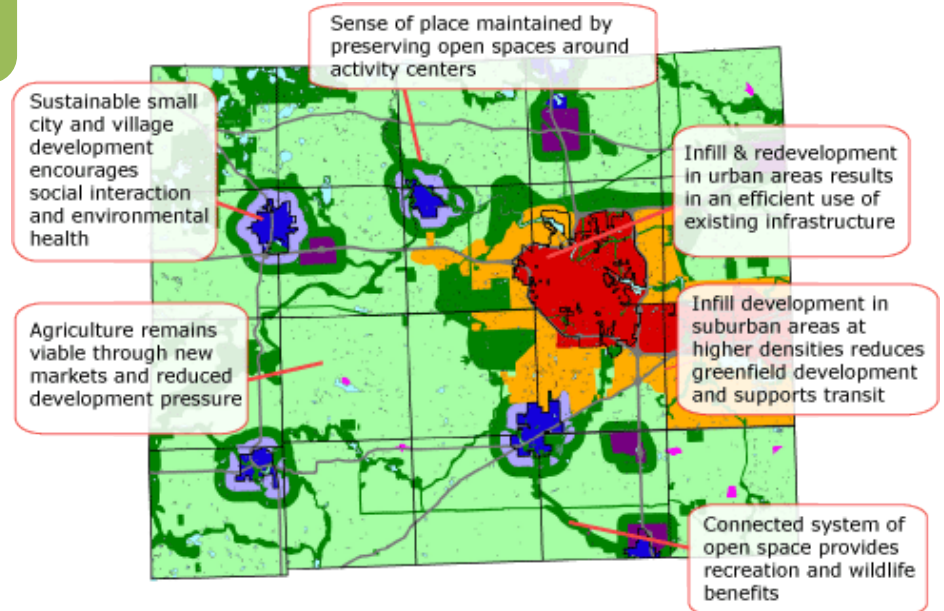 Sense of place maintained by
preserving open spaces around
activity centers
Sustainable small
city and village
development
encourages
social interaction
and environmental
health
Infill & redevelopment
in urban areas results
in an efficient use of
existing infrastructure
Agriculture remains
viable through new
markets and reduced
development pressure
Infill development in
suburban areas at
higher densities reduces
greenfield development
and supports transit
Connected system of
open space provides
recreation and wildlife
benefits